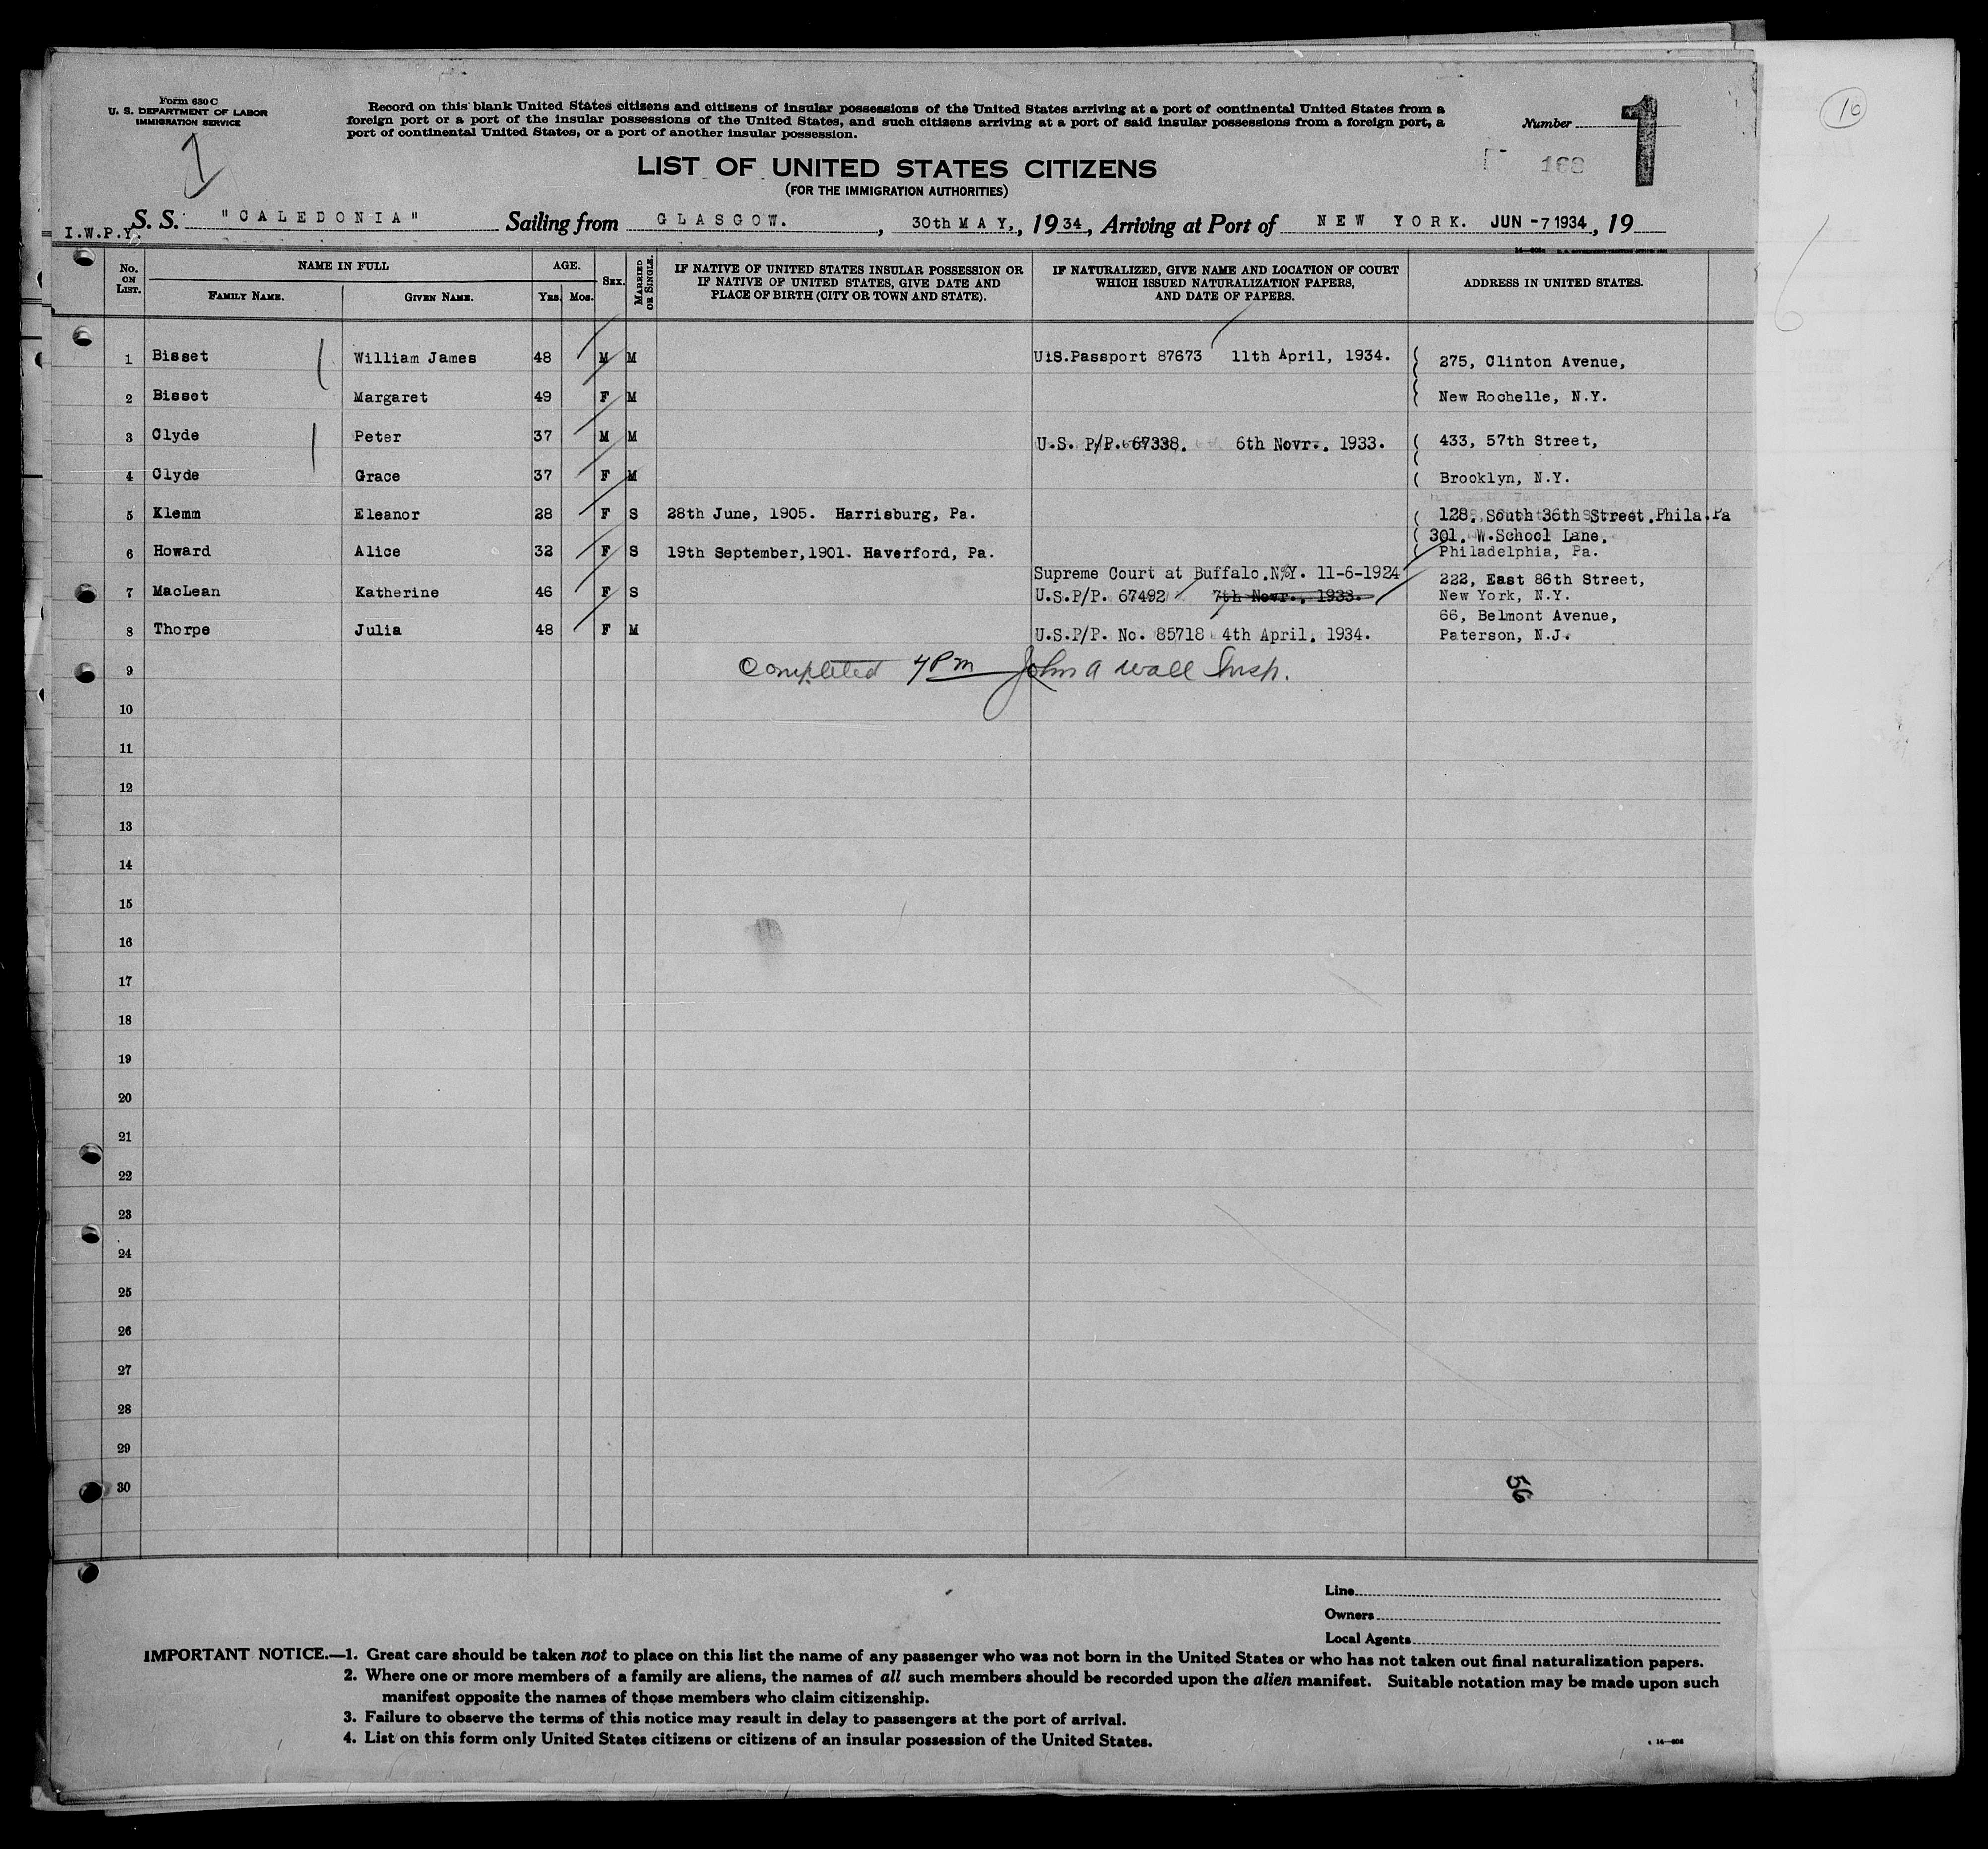 Form 630 C
U. S. DEPARTMENT OF LABOR
IMMIGRATION SERVICE
1
Record on this blank United States citizens and citizens of insular possessions of the United States arriving at a port of continental United States from a
foreign port or a port of the insular possessions of the United States, and such citizens arriving at a port of said insular possessions from a foreign port, a
port of continental United States, or a port of another insular possession.
Number 1
168
10
LIST OF UNITED STATES CITIZENS
(FOR THE IMMIGRATION AUTHORITIES)
I.W.P.Y. S. S. "CALEDONIA" Sailing from GLASGOW. , 30th MAY, , 1934, Arriving at Port of NEW YORK. JUN -7 1934, 19
No. ON LIST. NAME IN FULL AGE. SEX. MARRIED OR SINGLE. IF NATIVE OF UNITED STATES INSULAR POSSESSION OR IF NATIVE OF UNITED STATES, GIVE DATE AND PLACE OF BIRTH (CITY OR TOWN AND STATE). IF NATURALIZED, GIVE NAME AND LOCATION OF COURT WHICH ISSUED NATURALIZATION PAPERS, AND DATE OF PAPERS. ADDRESS IN UNITED STATES.
FAMILY NAME. GIVEN NAME. YRS. MOS.
1 Bisset William James 48 M M U.S.Passport 87673 11th April, 1934. 275, Clinton Avenue,
2 Bisset Margaret 49 F M New Rochelle, N.Y.
3 Clyde Peter 37 M M U.S. P/P. 67338. 6th Novr., 1933. 433, 57th Street,
4 Clyde Grace 37 F M Brooklyn, N.Y.
5 Klemm Eleanor 28 F S 28th June, 1905. Harrisburg, Pa. 128, South 36th Street.Phila.Pa
301. W.School Lane.
6 Howard Alice 32 F S 19th September,1901. Haverford, Pa. Philadelphia, Pa.
Supreme Court at Buffalo.N.Y. 11-6-1924 222, East 86th Street,
7 MacLean Katherine 46 F S U.S.P/P. 67492 7th Novr., 1933. New York, N.Y.
66, Belmont Avenue,
8 Thorpe Julia 48 F M U.S.P/P. No. 85718 4th April. 1934. Paterson, N.J.
9 Completed 4 Pm John A Wall Insp.
10
11
12
13
14
15
16
17
18
19
20
21
22
23
24
25
26
27
28
29
30
56
Line
Owners
Local Agents
IMPORTANT NOTICE.—1. Great care should be taken not to place on this list the name of any passenger who was not born in the United States or who has not taken out final naturalization papers.
2. Where one or more members of a family are aliens, the names of all such members should be recorded upon the alien manifest. Suitable notation may be made upon such
manifest opposite the names of those members who claim citizenship.
3. Failure to observe the terms of this notice may result in delay to passengers at the port of arrival.
4. List on this form only United States citizens or citizens of an insular possession of the United States.